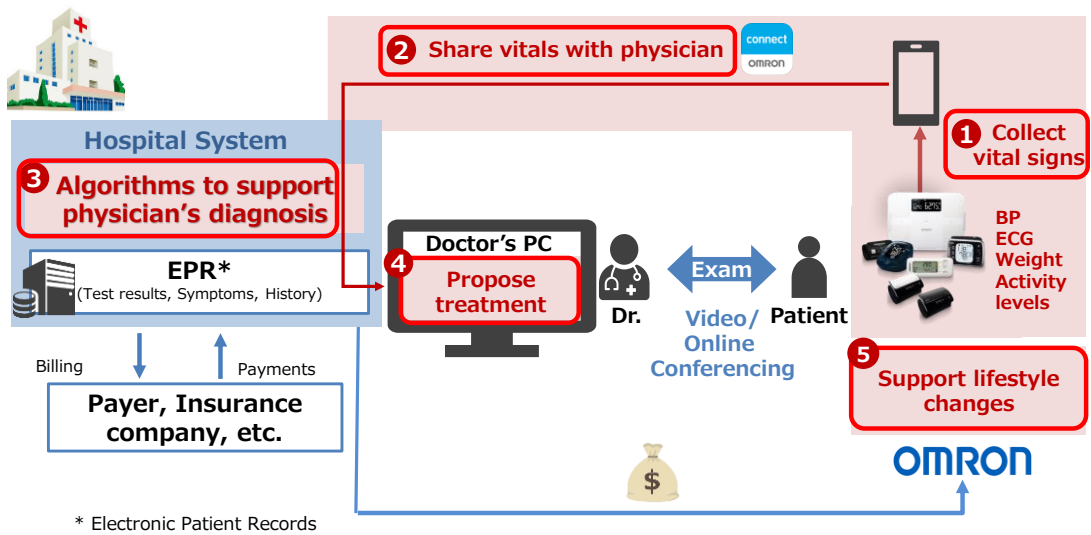 2 Share vitals with physician
connect
OMRON
1 Collect
vital signs
Hospital System
3 Algorithms to support
physician's diagnosis
BP
ECG
Weight
Activity
levels
EPR*
(Test results, Symptoms, History)
Doctor's PC
4 Propose
treatment
Dr.
Exam
Patient
Video/
Online
Conferencing
Billing
Payments
Payer, Insurance
company, etc.
5 Support lifestyle
changes
OMRON
$
* Electronic Patient Records